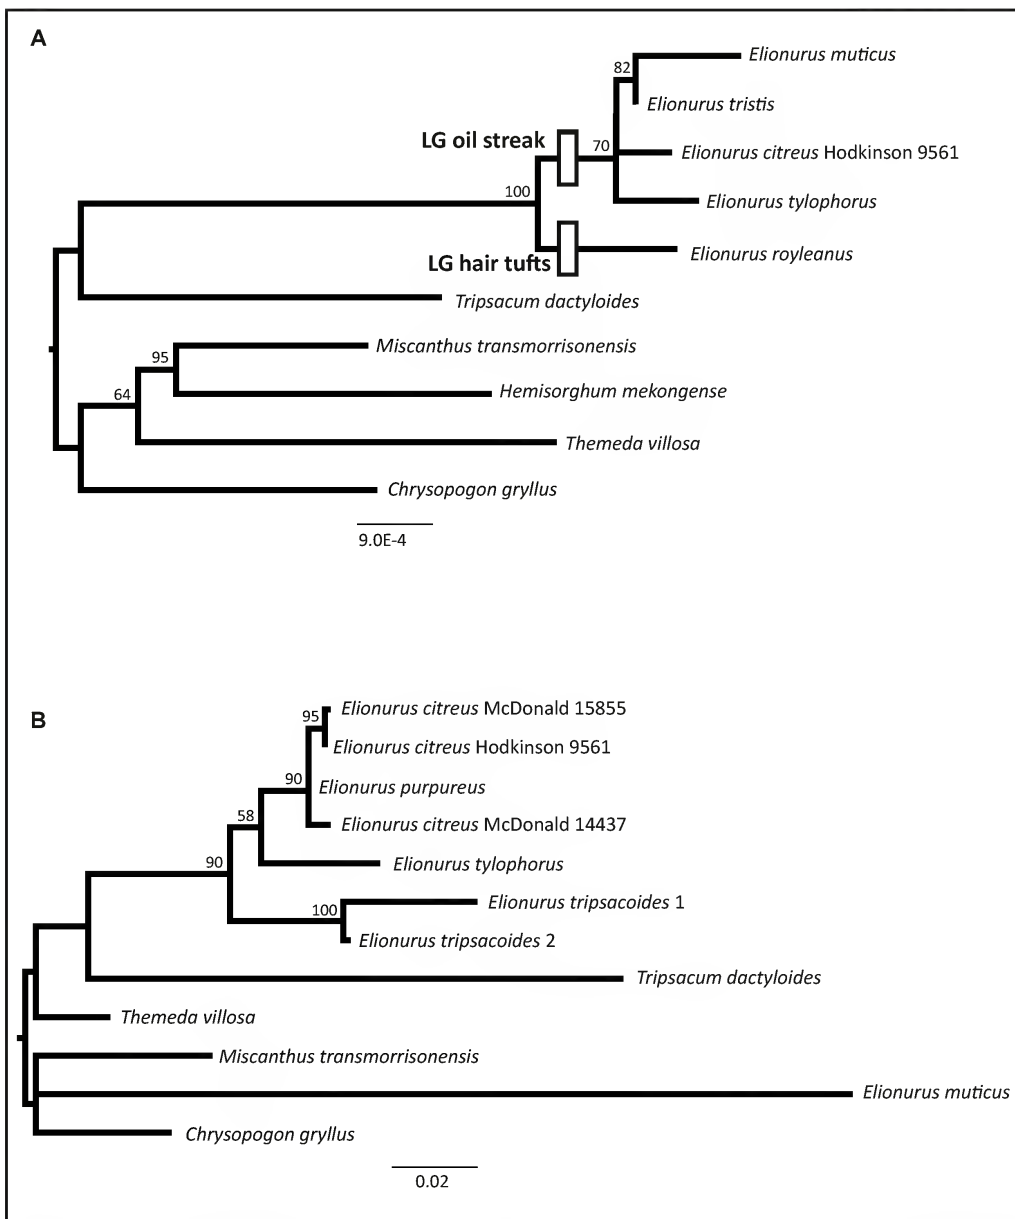 A
Elionurus muticus
82
Elionurus tristis
LG oil streak
70
Elionurus citreus Hodkinson 9561
100
Elionurus tylophorus
LG hair tufts
Elionurus royleanus
Tripsacum dactyloides
Miscanthus transmorrisonensis
95
Hemisorghum mekongense
64
Themeda villosa
Chrysopogon gryllus
9.0E-4
B
Elionurus citreus McDonald 15855
95
Elionurus citreus Hodkinson 9561
90
Elionurus purpureus
58
Elionurus citreus McDonald 14437
90
Elionurus tylophorus
Elionurus tripsacoides 1
100
Elionurus tripsacoides 2
Tripsacum dactyloides
Themeda villosa
Miscanthus transmorrisonensis
Elionurus muticus
Chrysopogon gryllus
0.02